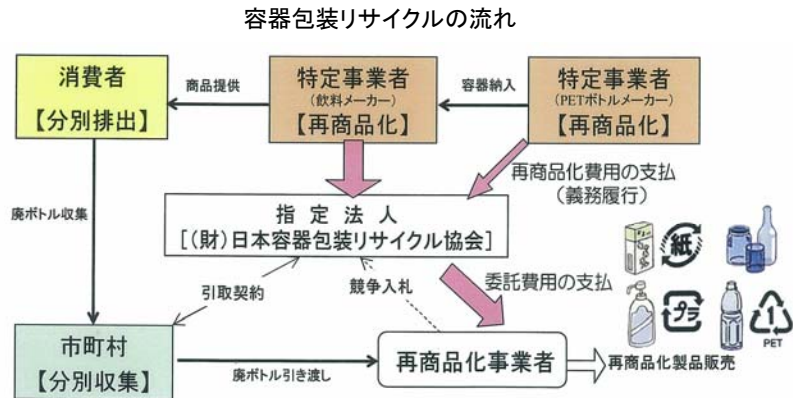 容器包装リサイクルの流れ
消費者
【分別排出】
商品提供
特定事業者
(飲料メーカー)
【再商品化】
容器納入
特定事業者
(PETボトルメーカー)
【再商品化】
再商品化費用の支払
(義務履行)
廃ボトル収集
指定法人
[(財)日本容器包装リサイクル協会]
引取契約
競争入札
委託費用の支払
紙
プラ
1
PET
市町村
【分別収集】
廃ボトル引き渡し
再商品化事業者
再商品化製品販売